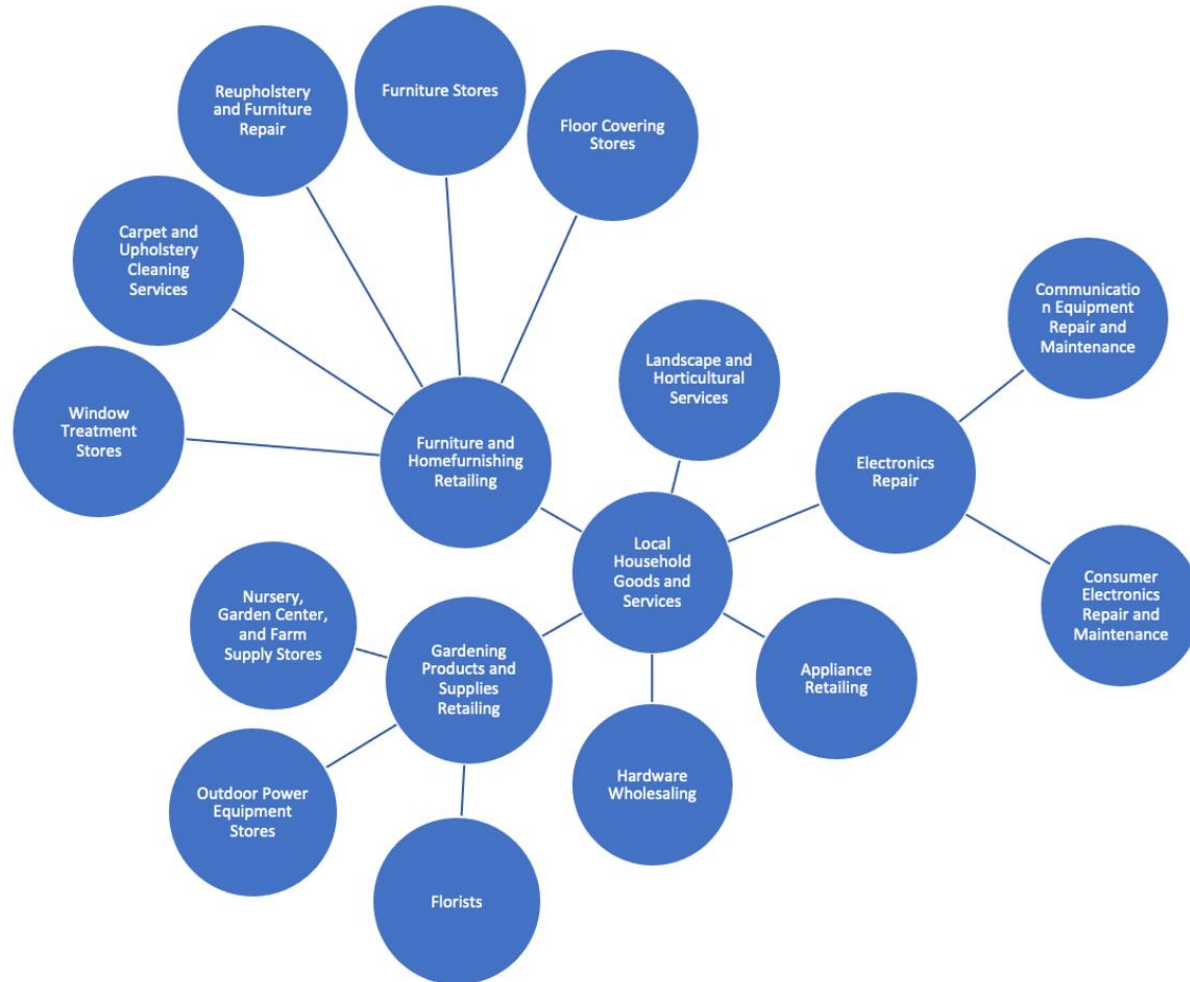 Reupholstery
and Furniture
Repair
Furniture Stores
Floor Covering
Stores
Carpet and
Upholstery
Cleaning
Services
Communicatio
n Equipment
Repair and
Maintenance
Landscape and
Horticultural
Services
Window
Treatment
Stores
Furniture and
Homefurnishing
Retailing
Electronics
Repair
Local
Household
Goods and
Services
Nursery,
Garden Center,
and Farm
Supply Stores
Consumer
Electronics
Repair and
Maintenance
Gardening
Products and
Supplies
Retailing
Appliance
Retailing
Hardware
Wholesaling
Outdoor Power
Equipment
Stores
Florists